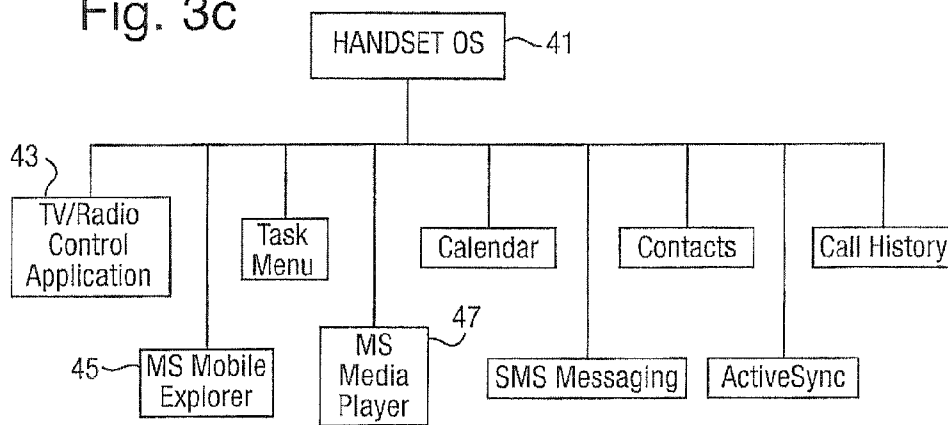 Fig. 3c
HANDSET OS
41
43
TV/Radio
Control
Application
Task
Menu
Calendar
Contacts
Call History
45
MS Mobile
Explorer
47
MS
Media
Player
SMS Messaging
ActiveSync